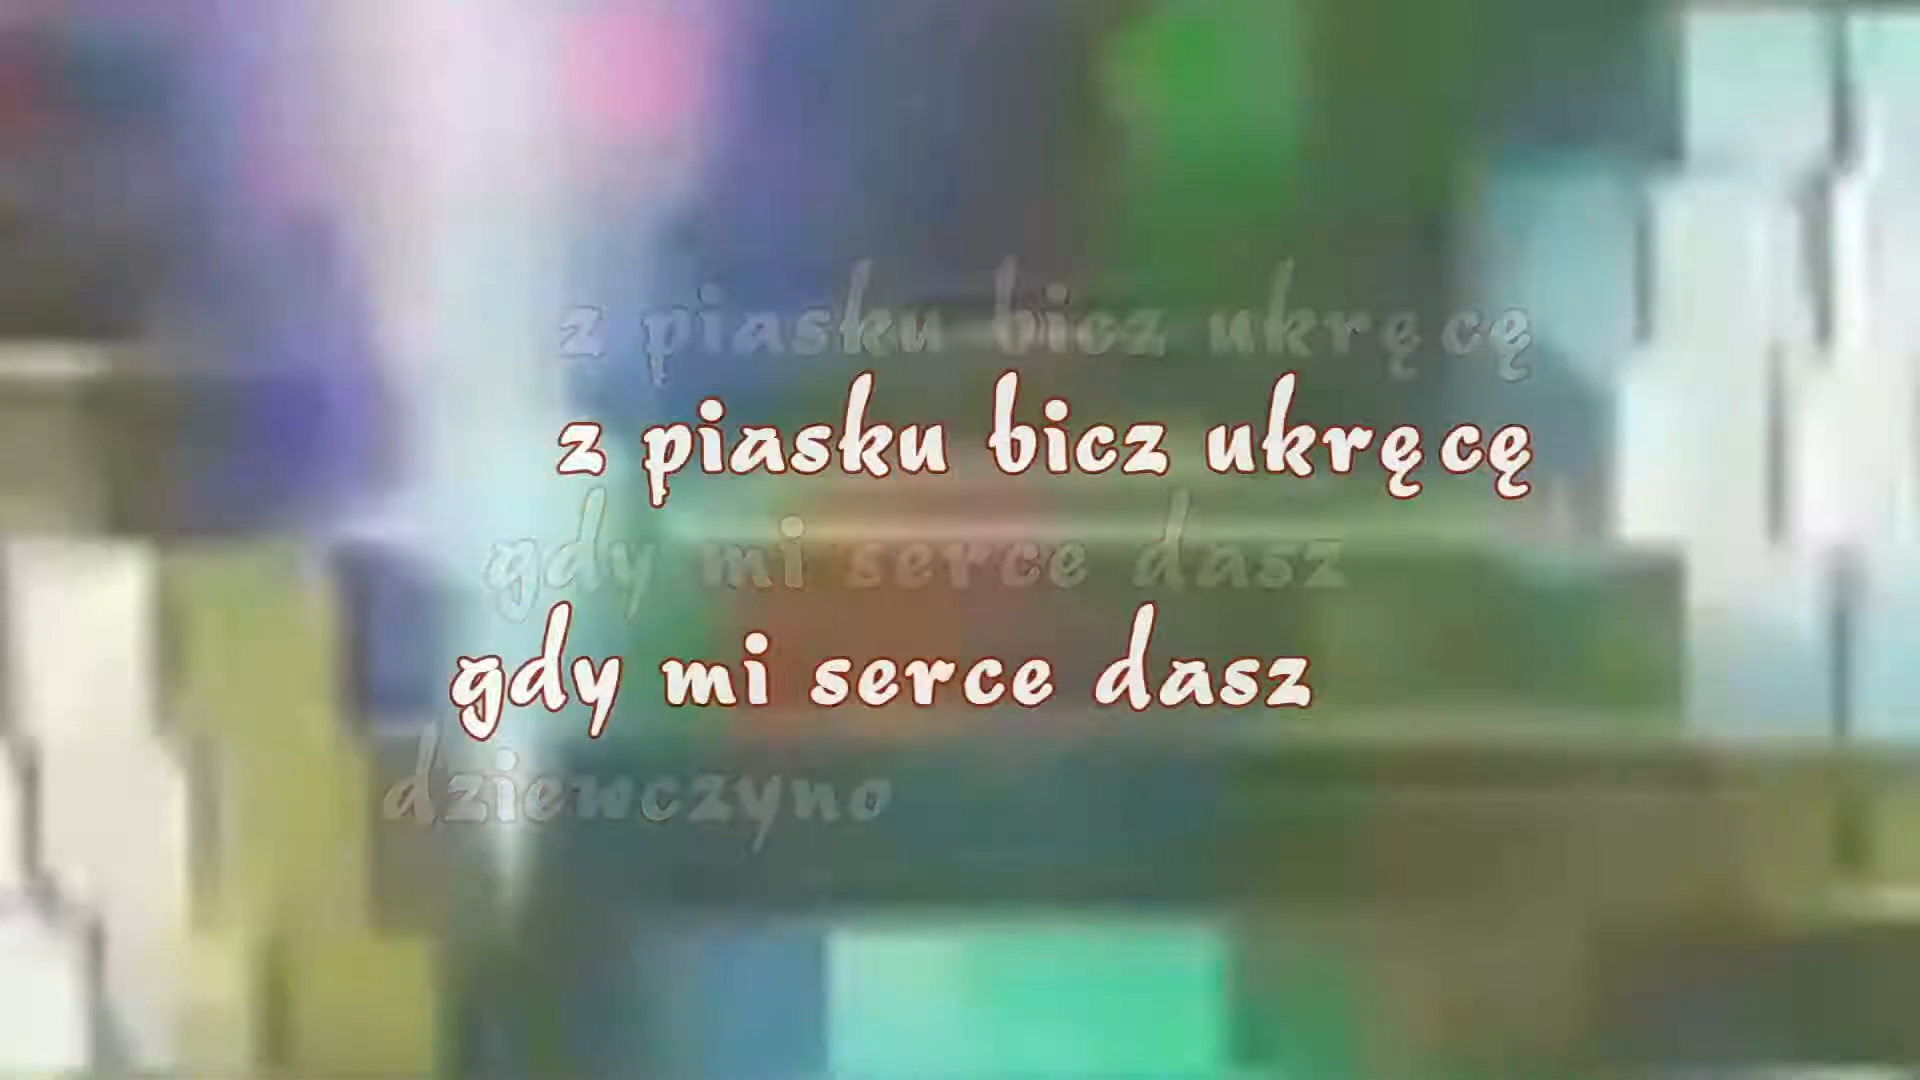 z piasku bicz ukręcę
z piasku bicz ukręcę
gdy mi serce dasz
gdy mi serce dasz
dziewczyno